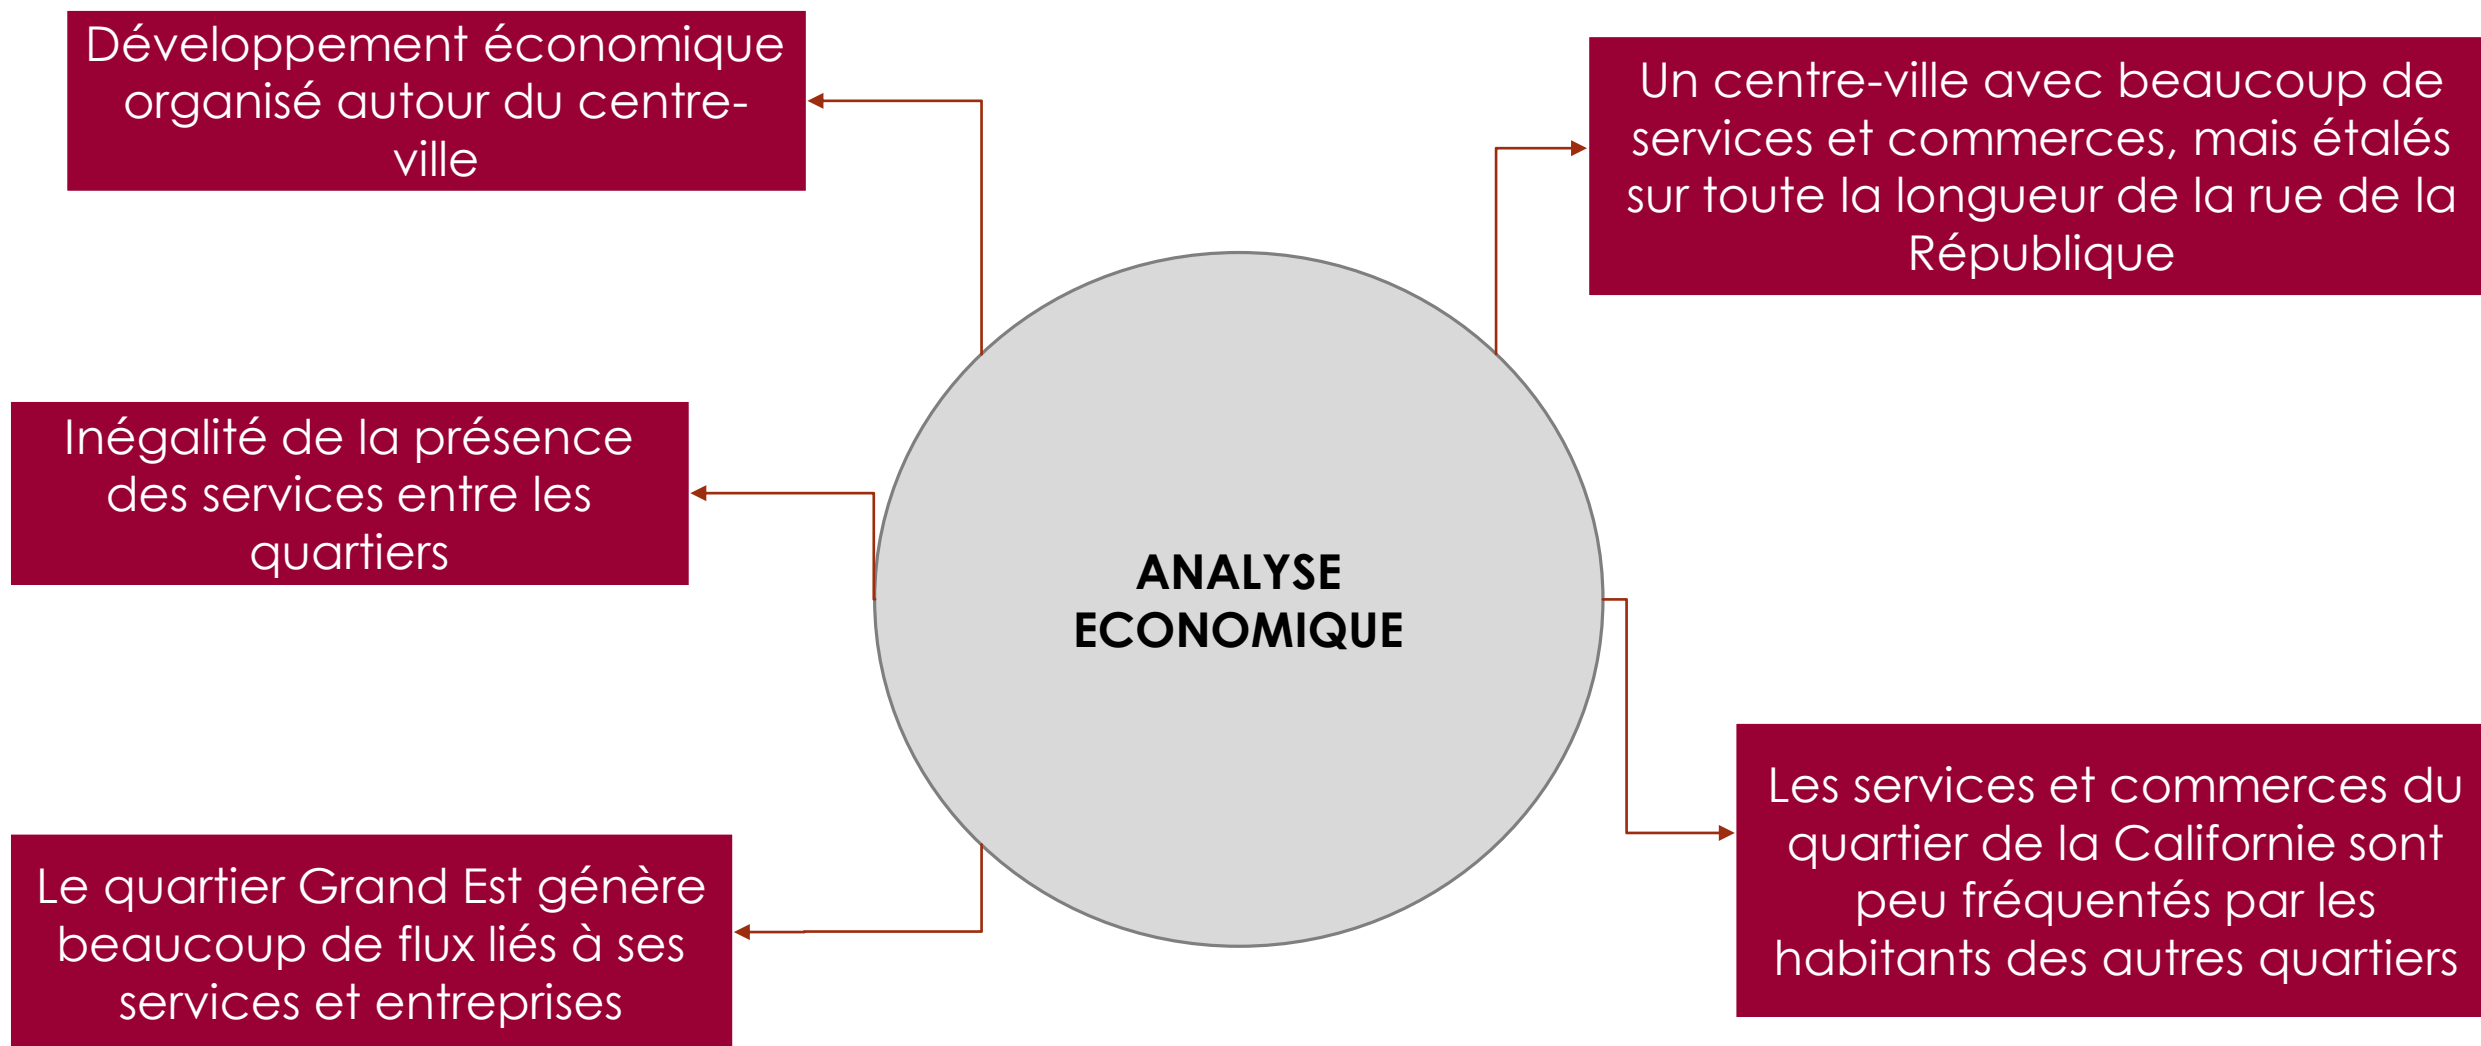 Développement économique
organisé autour du centre-
ville
Un centre-ville avec beaucoup de
services et commerces, mais étalés
sur toute la longueur de la rue de la
République
Inégalité de la présence
des services entre les
quartiers
ANALYSE
ECONOMIQUE
Le quartier Grand Est génère
beaucoup de flux liés à ses
services et entreprises
Les services et commerces du
quartier de la Californie sont
peu fréquentés par les
habitants des autres quartiers